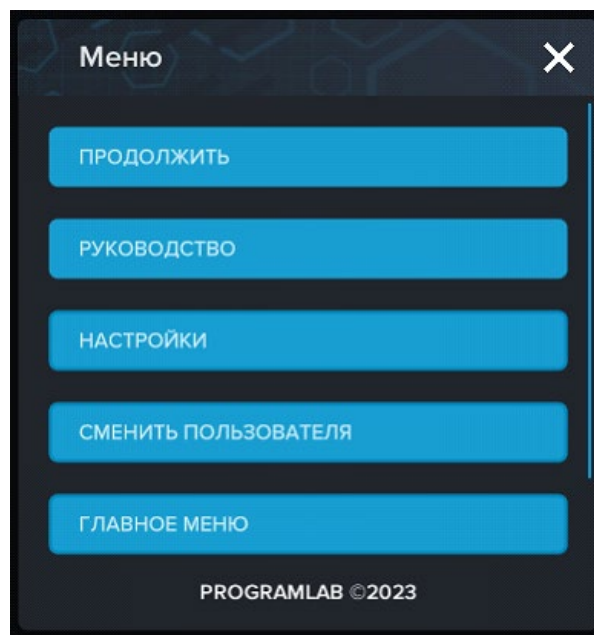 Меню
ПРОДОЛЖИТЬ
РУКОВОДСТВО
НАСТРОЙКИ
СМЕНИТЬ ПОЛЬЗОВАТЕЛЯ
ГЛАВНОЕ МЕНЮ
PROGRAMLAB ©2023